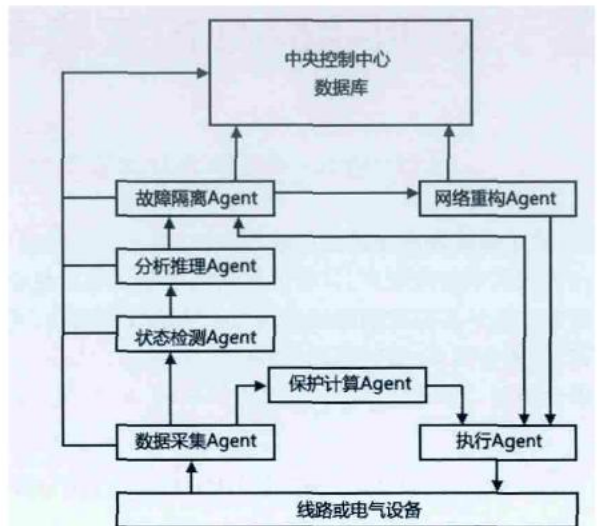 中央控制中心
数据库
故障隔离Agent
网络重构Agent
分析推理Agent
状态检测Agent
保护计算Agent
数据采集Agent
执行Agent
线路或电气设备